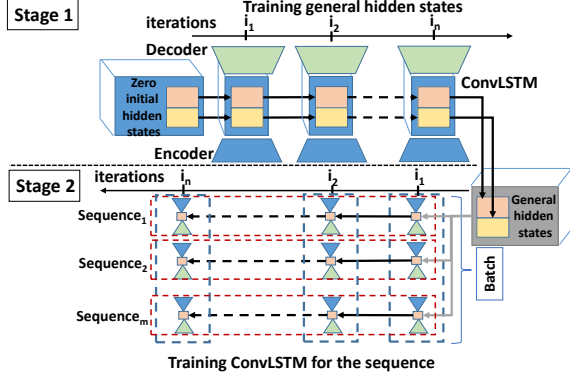 Stage 1
Training general hidden states
iterations
i1
i2
in
Decoder
ConvLSTM
Zero
initial
hidden
states
Encoder
Stage 2
iterations
in
i2
i1
General
hidden
states
Sequence1
Sequence2
Sequencem
Batch
Training ConvLSTM for the sequence